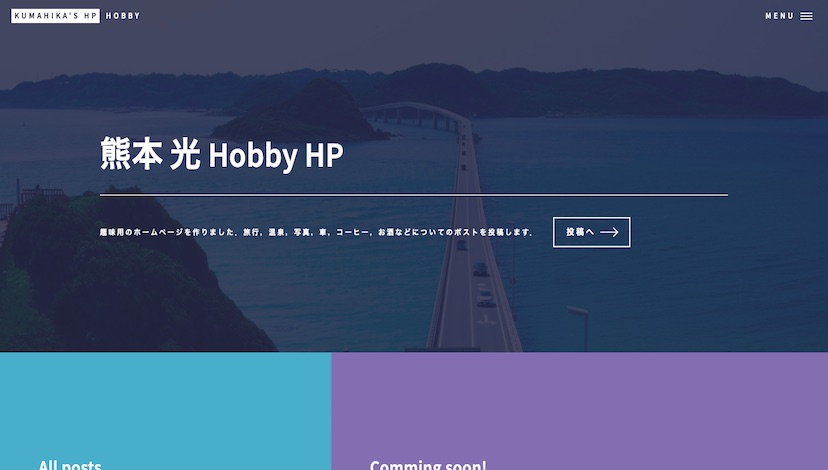 KUMAHIKA'S HP HOBBY
MENU
熊本 光 Hobby HP
趣味用のホームページを作りました。旅行，温泉，写真，車，コーヒー，お酒などについてのポストを投稿します．
投稿へ
All posts
Comming soon!